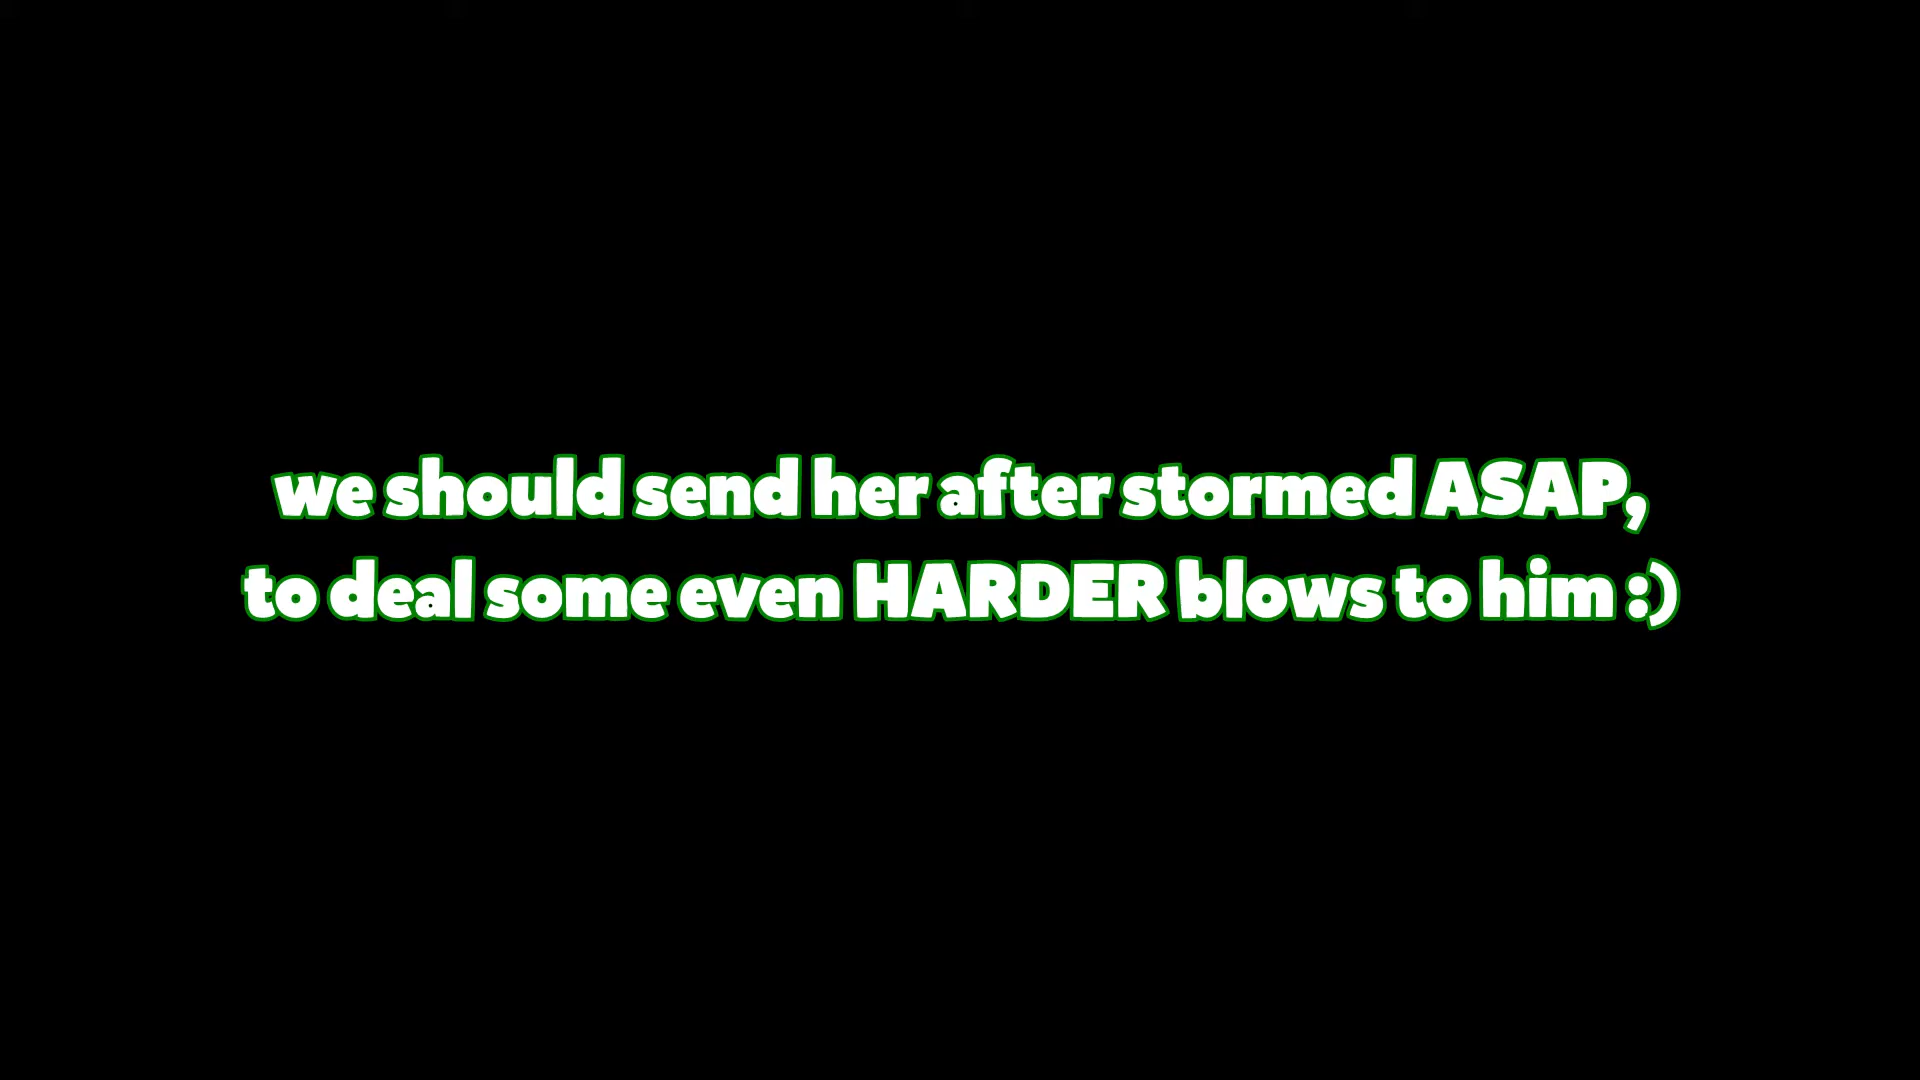 we should send her after stormed ASAP,
to deal some even HARDER blows to him :)